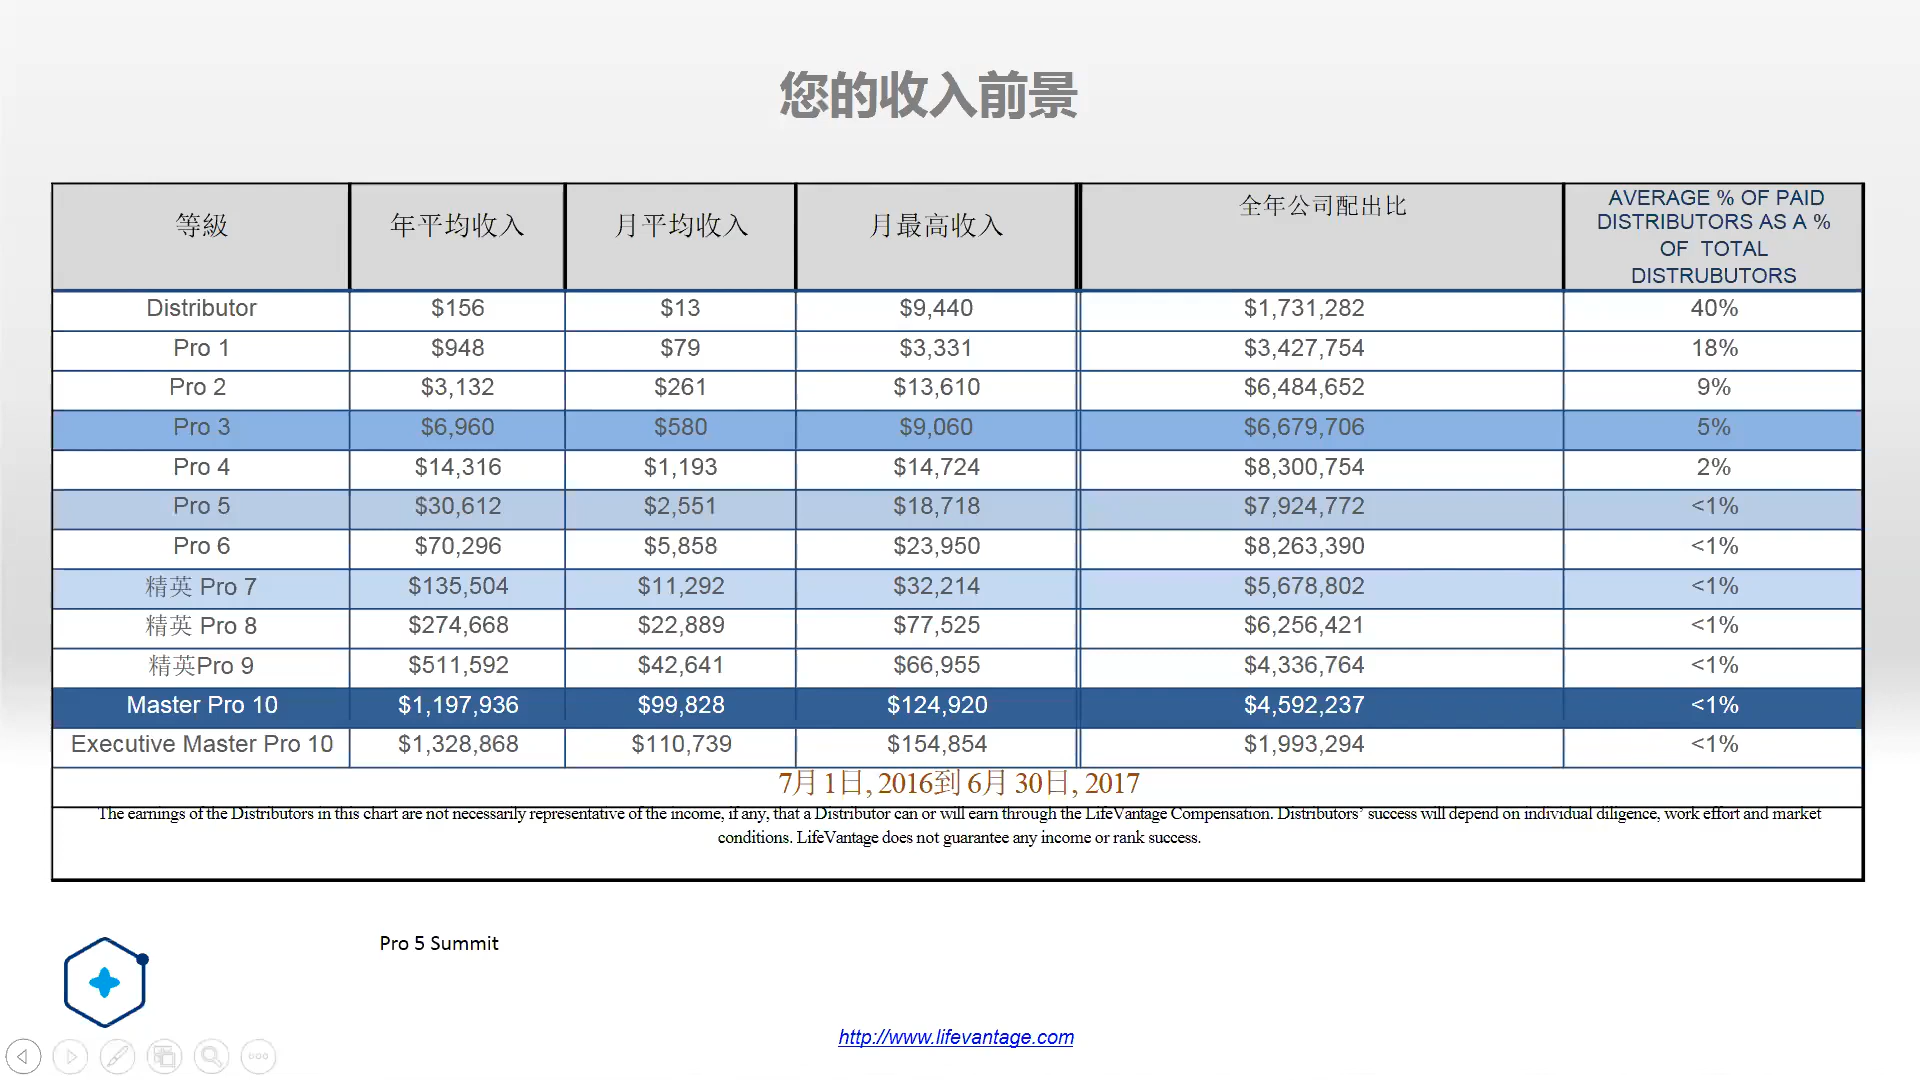 您的收入前景
等級 年平均收入 月平均收入 月最高收入 全年公司配出比 AVERAGE % OF PAID
DISTRIBUTORS AS A %
OF TOTAL
DISTRUBUTORS
Distributor $156 $13 $9,440 $1,731,282 40%
Pro 1 $948 $79 $3,331 $3,427,754 18%
Pro 2 $3,132 $261 $13,610 $6,484,652 9%
Pro 3 $6,960 $580 $9,060 $6,679,706 5%
Pro 4 $14,316 $1,193 $14,724 $8,300,754 2%
Pro 5 $30,612 $2,551 $18,718 $7,924,772 <1%
Pro 6 $70,296 $5,858 $23,950 $8,263,390 <1%
精英 Pro 7 $135,504 $11,292 $32,214 $5,678,802 <1%
精英 Pro 8 $274,668 $22,889 $77,525 $6,256,421 <1%
精英Pro 9 $511,592 $42,641 $66,955 $4,336,764 <1%
Master Pro 10 $1,197,936 $99,828 $124,920 $4,592,237 <1%
Executive Master Pro 10 $1,328,868 $110,739 $154,854 $1,993,294 <1%
7月 1日, 2016到 6月 30日, 2017
The earnings of the Distributors in this chart are not necessarily representative of the income, if any, that a Distributor can or will earn through the LifeVantage Compensation. Distributors’ success will depend on individual diligence, work effort and market
conditions. LifeVantage does not guarantee any income or rank success.
Pro 5 Summit
http://www.lifevantage.com